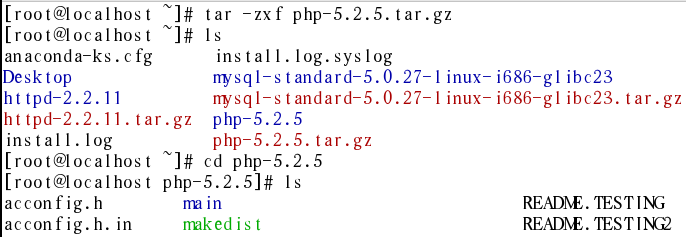 [root@localhost ~]# tar -zxf php-5.2.5.tar.gz
[root@localhost ~]# ls
anaconda-ks.cfg install.log.syslog
Desktop mysql-standard-5.0.27-linux-i686-glibc23
httpd-2.2.11 mysql-standard-5.0.27-linux-i686-glibc23.tar.gz
httpd-2.2.11.tar.gz php-5.2.5
install.log php-5.2.5.tar.gz
[root@localhost ~]# cd php-5.2.5
[root@localhost php-5.2.5]# ls
acconfig.h main README.TESTING
acconfig.h.in makedist README.TESTING2